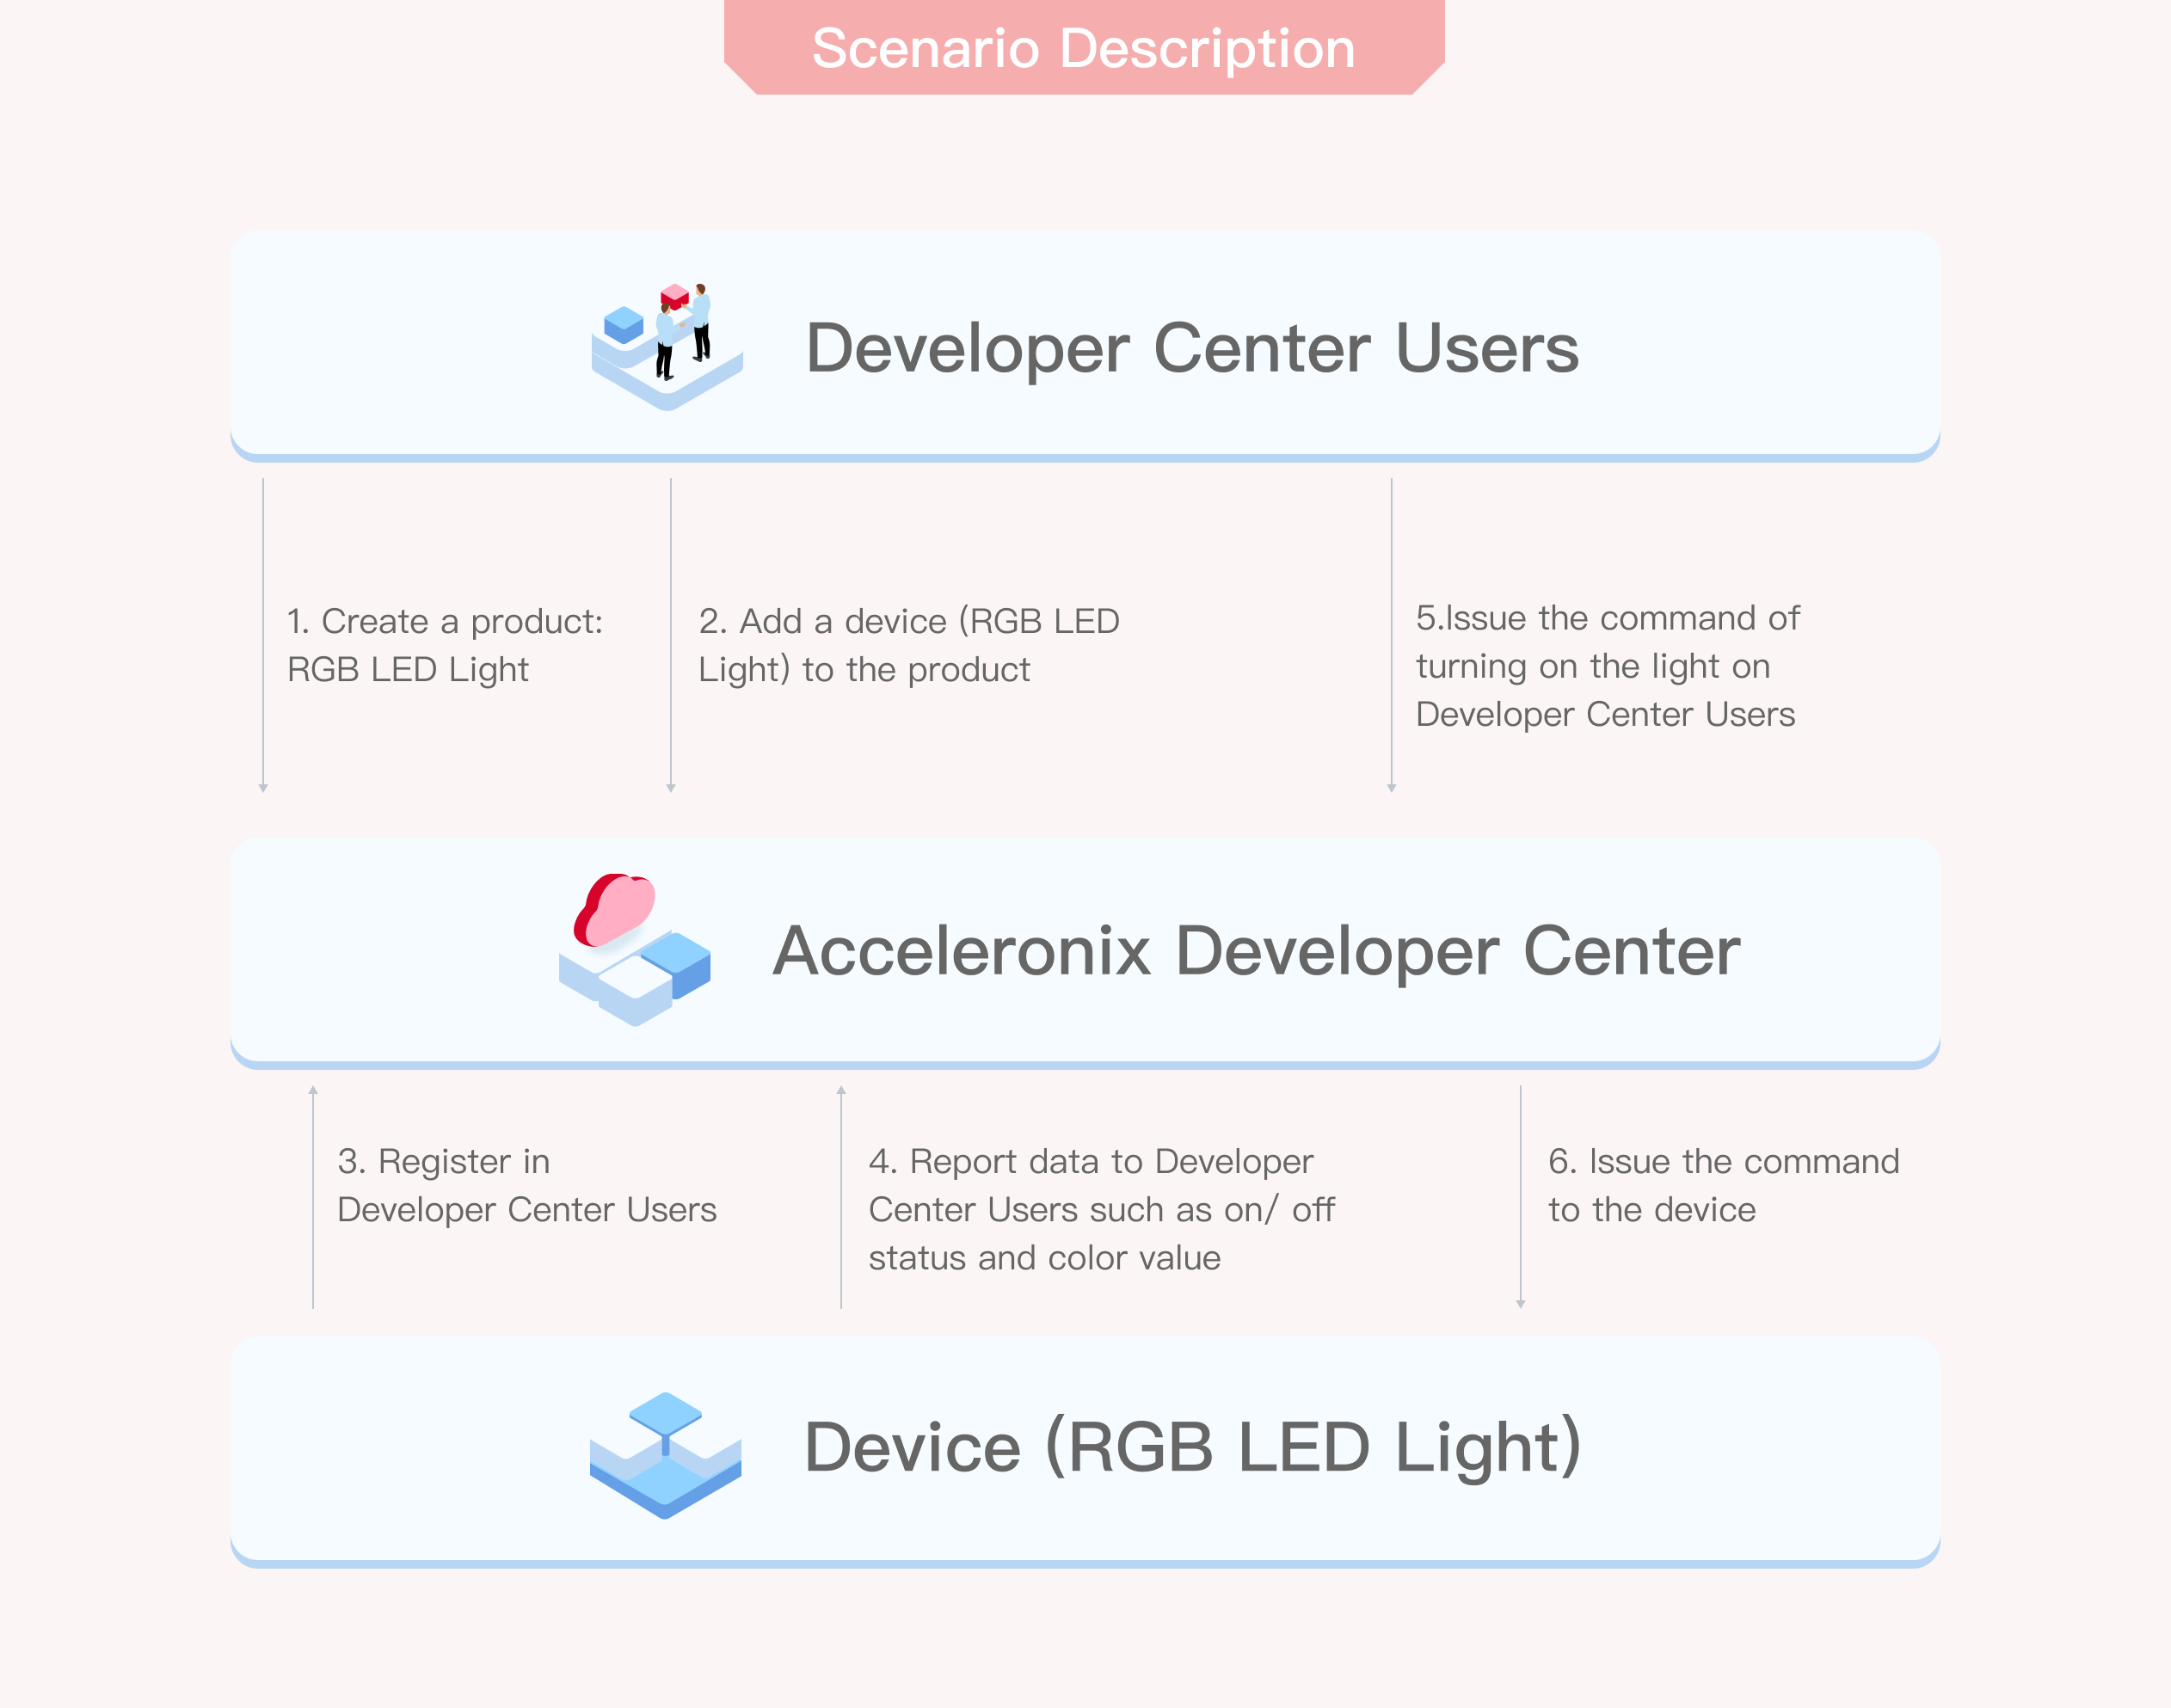 Scenario Description
Developer Center Users
1. Create a product:
RGB LED Light
2. Add a device (RGB LED
Light) to the product
5.Issue the command of
turning on the light on
Developer Center Users
Acceleronix Developer Center
3. Register in
Developer Center Users
4. Report data to Developer
Center Users such as on/ off
status and color value
6. Issue the command
to the device
Device (RGB LED Light)